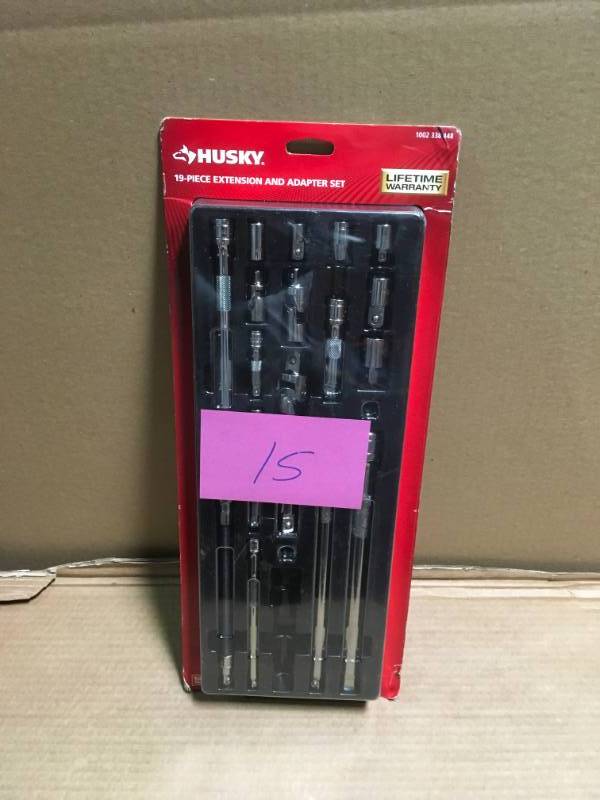 1002 338 448
HUSKY
19-PIECE EXTENSION AND ADAPTER SET
LIFETIME
WARRANTY
15